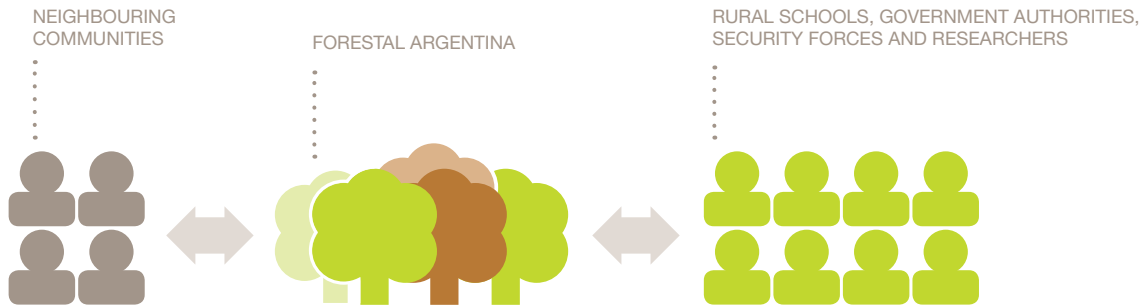 NEIGHBOURING
COMMUNITIES
FORESTAL ARGENTINA
RURAL SCHOOLS, GOVERNMENT AUTHORITIES,
SECURITY FORCES AND RESEARCHERS